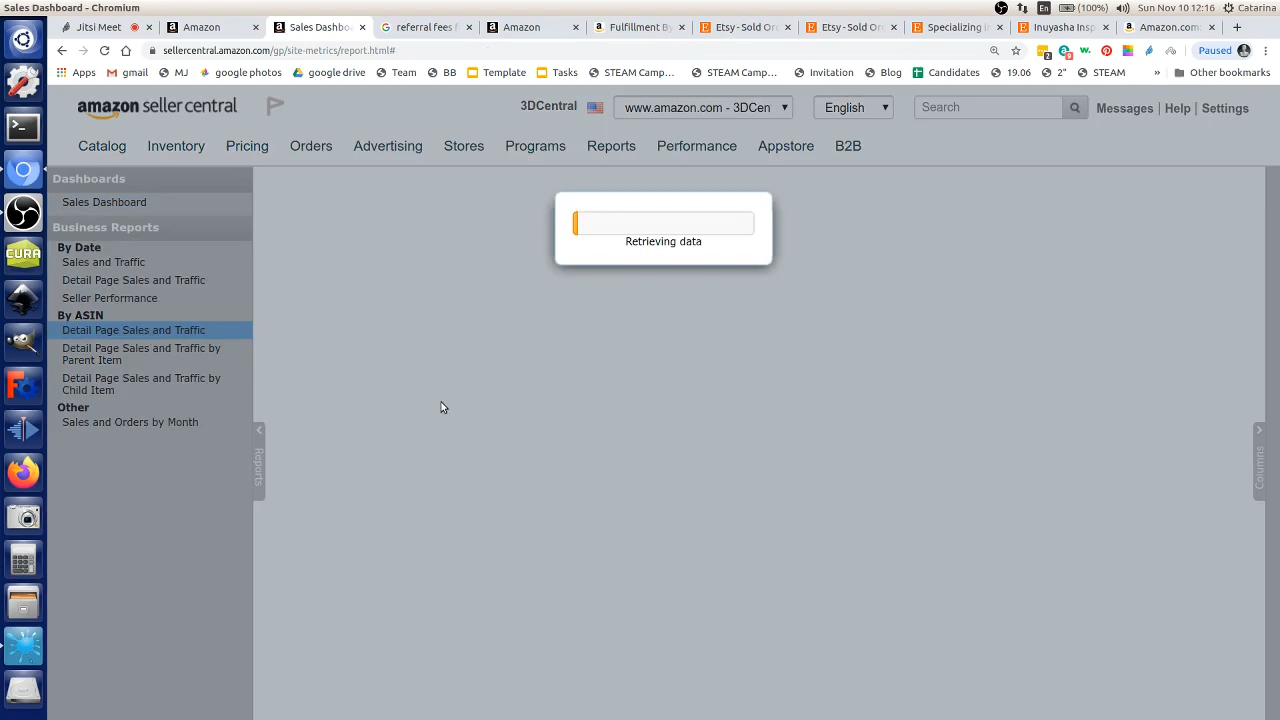 Sales Dashboard - Chromium
En (100%) Sun Nov 10 12:16 Catarina
Jitsi Meet Amazon Sales Dashbo referral fees Amazon Fulfillment By Etsy - Sold Ord Etsy - Sold Ord Specializing in Inuyasha Insp Amazon.com:
sellercentral.amazon.com/gp/site-metrics/report.html# Paused
Apps gmail MJ google photos google drive Team BB Template Tasks STEAM Camp... STEAM Camp... Invitation Blog Candidates 19.06 2" STEAM » Other bookmarks
amazon seller central
3DCentral www.amazon.com - 3DCen English Search Messages | Help | Settings
Catalog Inventory Pricing Orders Advertising Stores Programs Reports Performance Appstore B2B
Dashboards
Sales Dashboard
Business Reports
By Date
Sales and Traffic
Detail Page Sales and Traffic
Seller Performance
By ASIN
Detail Page Sales and Traffic
Detail Page Sales and Traffic by
Parent Item
Detail Page Sales and Traffic by
Child Item
Other
Sales and Orders by Month
Retrieving data
Reports
Columns
CURA